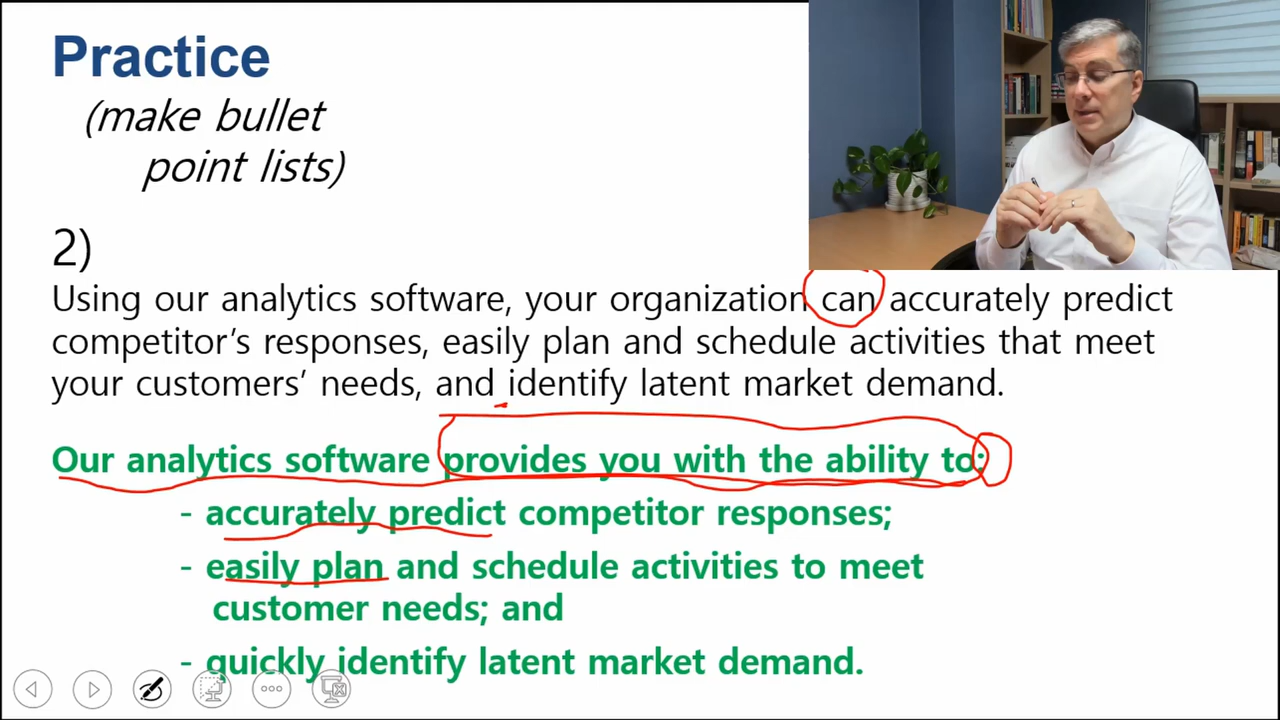 Practice
(make bullet
point lists)
2)
Using our analytics software, your organization can accurately predict
competitor’s responses, easily plan and schedule activities that meet
your customers’ needs, and identify latent market demand.
Our analytics software provides you with the ability to:
- accurately predict competitor responses;
- easily plan and schedule activities to meet
customer needs; and
- quickly identify latent market demand.